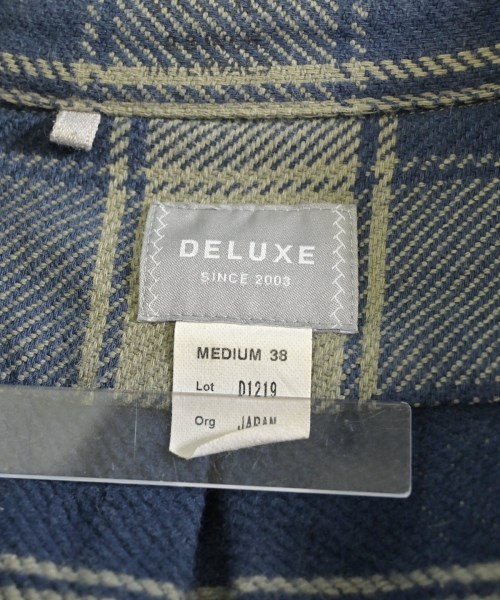 DELUXE
SINCE 2003
MEDIUM 38
Lot D1219
Org JAPAN